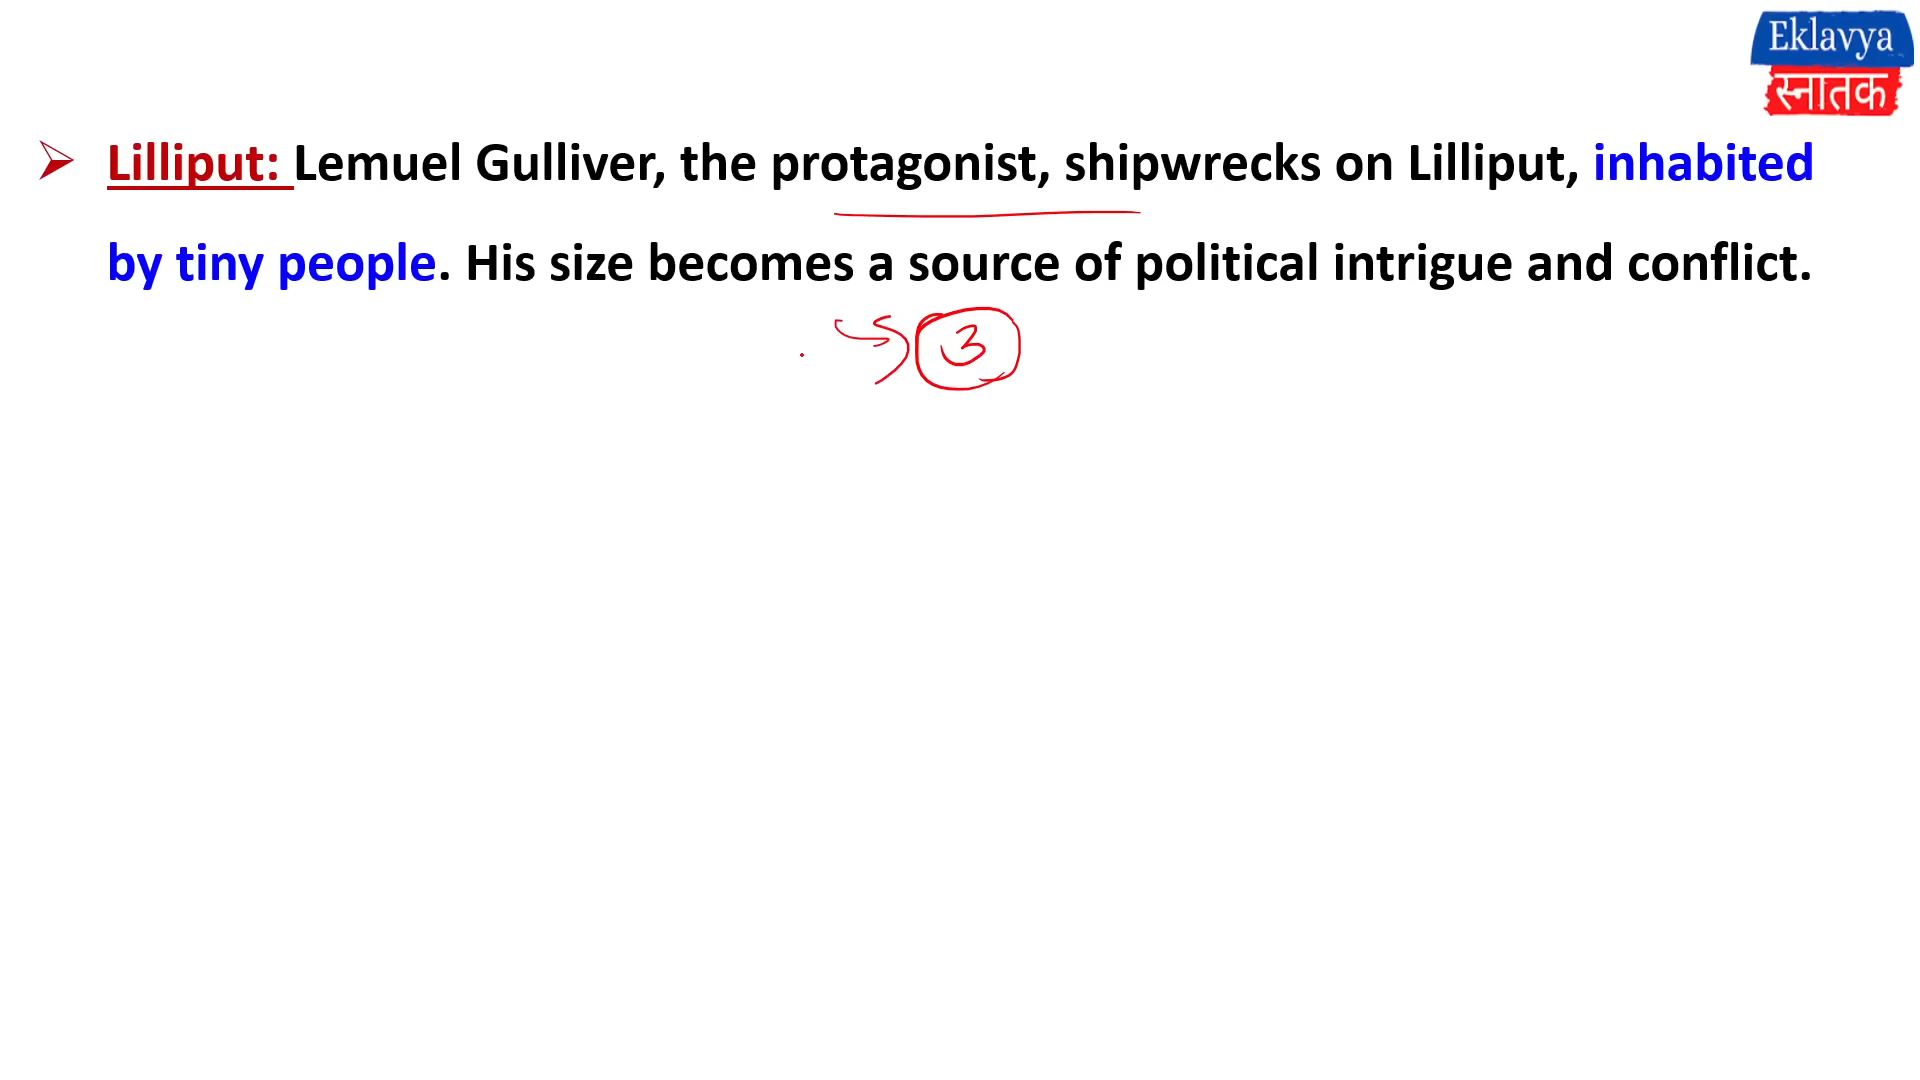 Eklavya
स्नातक
Lilliput: Lemuel Gulliver, the protagonist, shipwrecks on Lilliput, inhabited
by tiny people. His size becomes a source of political intrigue and conflict.
3